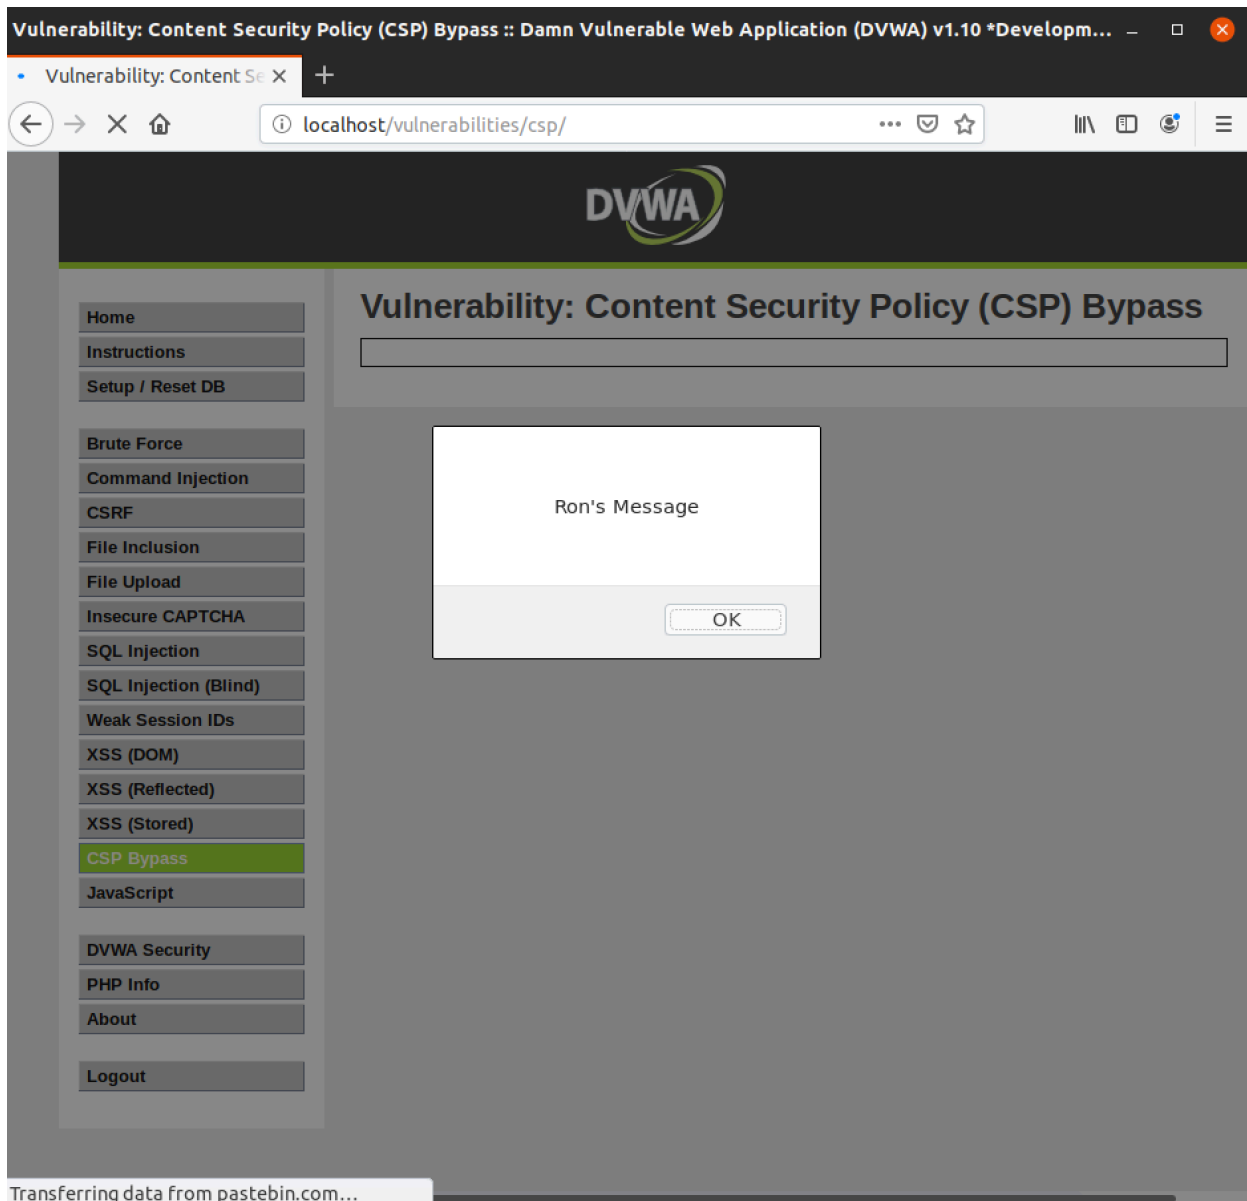 Vulnerability: Content Security Policy (CSP) Bypass :: Damn Vulnerable Web Application (DVWA) v1.10 *Developm...
Vulnerability: Content Se
localhost/vulnerabilities/csp/
DVWA
Vulnerability: Content Security Policy (CSP) Bypass
Home
Instructions
Setup / Reset DB
Brute Force
Command Injection
CSRF
File Inclusion
File Upload
Insecure CAPTCHA
SQL Injection
SQL Injection (Blind)
Weak Session IDs
XSS (DOM)
XSS (Reflected)
XSS (Stored)
CSP Bypass
JavaScript
DVWA Security
PHP Info
About
Logout
Ron's Message
OK
Transferring data from pastebin.com...